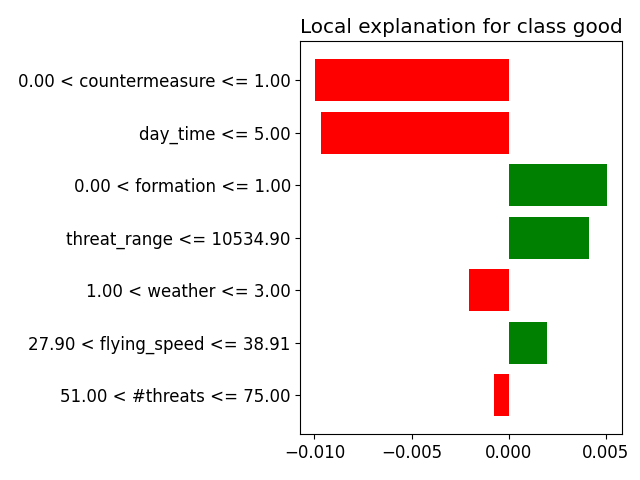 Local explanation for class good
0.00 < countermeasure <= 1.00
day_time <= 5.00
0.00 < formation <= 1.00
threat_range <= 10534.90
1.00 < weather <= 3.00
27.90 < flying_speed <= 38.91
51.00 < #threats <= 75.00
−0.010 −0.005 0.000 0.005